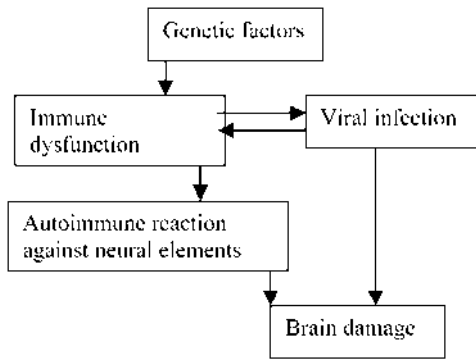 Genetic factors
Immune
dysfunction
Viral infection
Autoimmune reaction
against neural elements
Brain damage